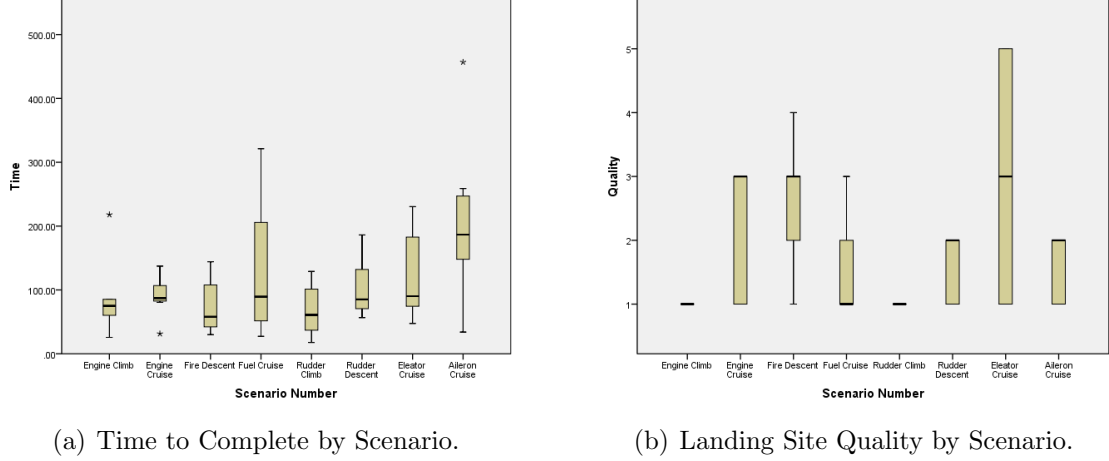 500.00
400.00
300.00
200.00
100.00
.00
Time
Engine Climb
Engine
Cruise
Fire Descent
Fuel Cruise
Rudder
Climb
Rudder
Descent
Eleator
Cruise
Aileron
Cruise
Scenario Number
(a) Time to Complete by Scenario.
5
4
3
2
1
Quality
Engine Climb
Engine
Cruise
Fire Descent
Fuel Cruise
Rudder Climb
Rudder
Descent
Eleator
Cruise
Aileron
Cruise
Scenario Number
(b) Landing Site Quality by Scenario.